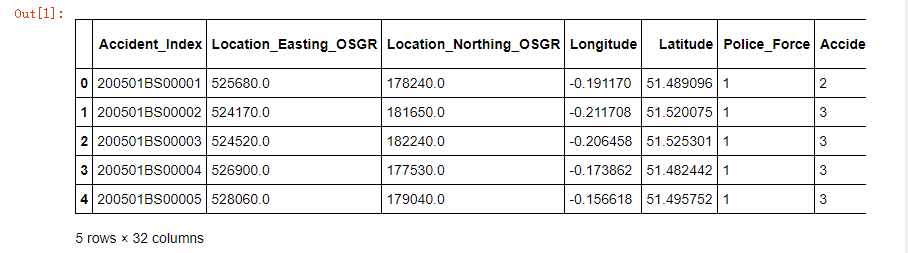 Out[1]:
Accident_Index Location_Easting_OSGR Location_Northing_OSGR Longitude Latitude Police_Force Accide
0 200501BS00001 525680.0 178240.0 -0.191170 51.489096 1 2
1 200501BS00002 524170.0 181650.0 -0.211708 51.520075 1 3
2 200501BS00003 524520.0 182240.0 -0.206458 51.525301 1 3
3 200501BS00004 526900.0 177530.0 -0.173862 51.482442 1 3
4 200501BS00005 528060.0 179040.0 -0.156618 51.495752 1 3
5 rows × 32 columns